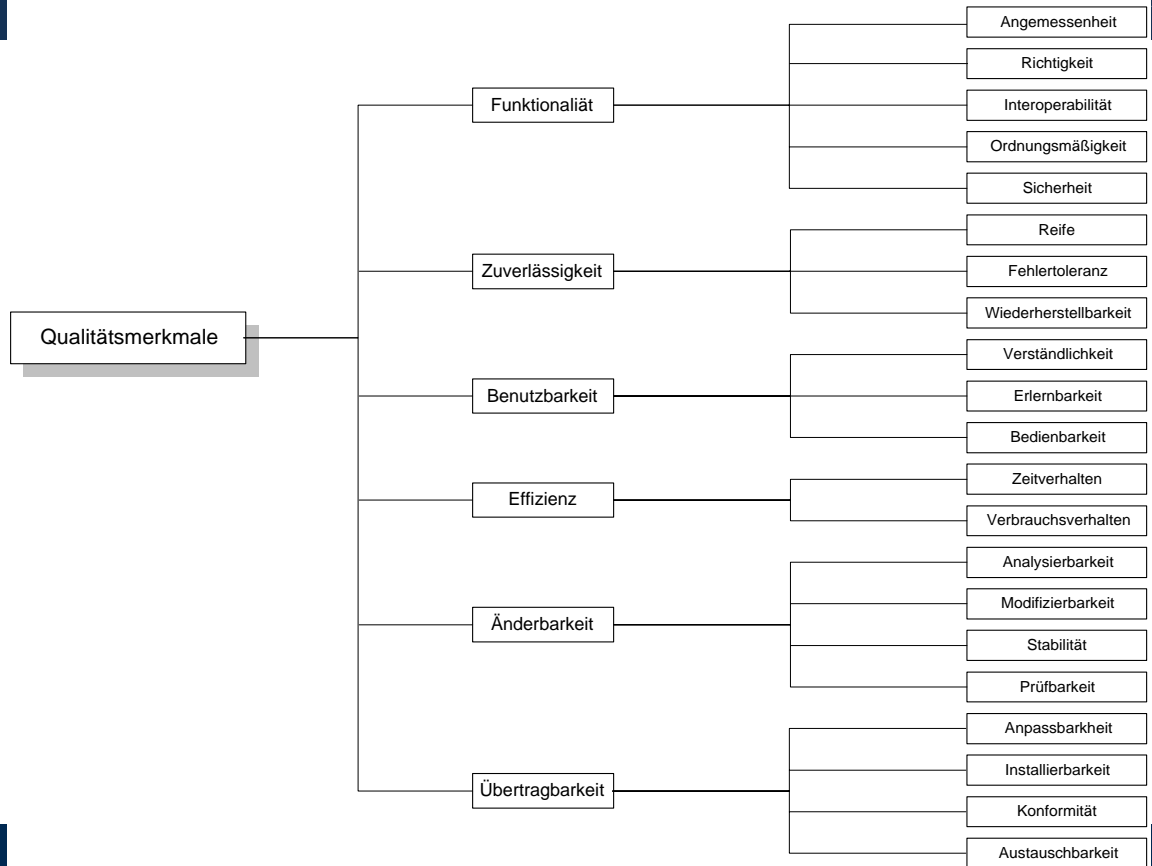 Qualitätsmerkmale
Funktionaliät
Angemessenheit
Richtigkeit
Interoperabilität
Ordnungsmäßigkeit
Sicherheit
Zuverlässigkeit
Reife
Fehlertoleranz
Wiederherstellbarkeit
Benutzbarkeit
Verständlichkeit
Erlernbarkeit
Bedienbarkeit
Effizienz
Zeitverhalten
Verbrauchsverhalten
Änderbarkeit
Analysierbarkeit
Modifizierbarkeit
Stabilität
Prüfbarkeit
Übertragbarkeit
Anpassbarkheit
Installierbarkeit
Konformität
Austauschbarkeit